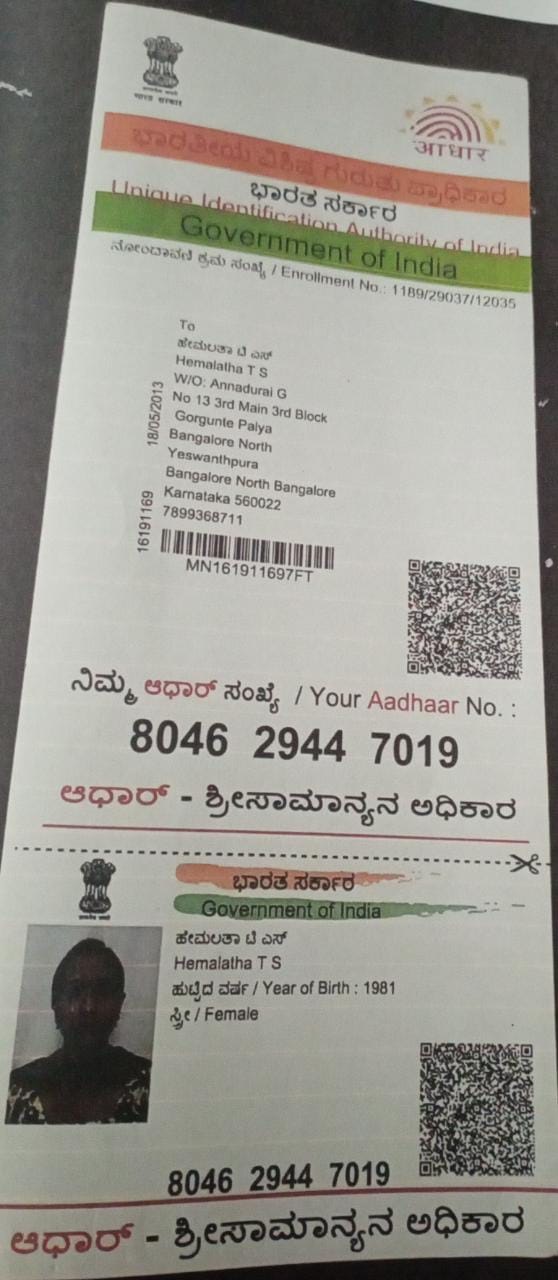 भारत सरकार
आधार
ಭಾರತೀಯ ವಿಶಿಷ್ಟ ಗುರುತು ಪ್ರಾಧಿಕಾರ
ಭಾರತ ಸರ್ಕಾರ
Unique Identification Authority of India
Government of India
ನೋಂದಾವಣಿ ಕ್ರಮ ಸಂಖ್ಯೆ / Enrollment No.: 1189/29037/12035
To
ಹೇಮಲತಾ ಟಿ ಎಸ್
Hemalatha T S
W/O: Annadurai G
No 13 3rd Main 3rd Block
Gorgunte Palya
Bangalore North
Yeswanthpura
Bangalore North Bangalore
Karnataka 560022
7899368711
18/05/2013
16191169
MN161911697FT
ನಿಮ್ಮ ಆಧಾರ್ ಸಂಖ್ಯೆ / Your Aadhaar No. :
8046 2944 7019
ಆಧಾರ್ - ಶ್ರೀಸಾಮಾನ್ಯನ ಅಧಿಕಾರ
ಭಾರತ ಸರ್ಕಾರ
Government of India
ಹೇಮಲತಾ ಟಿ ಎಸ್
Hemalatha T S
ಹುಟ್ಟಿದ ವರ್ಷ / Year of Birth : 1981
ಸ್ತ್ರೀ / Female
8046 2944 7019
ಆಧಾರ್ - ಶ್ರೀಸಾಮಾನ್ಯನ ಅಧಿಕಾರ